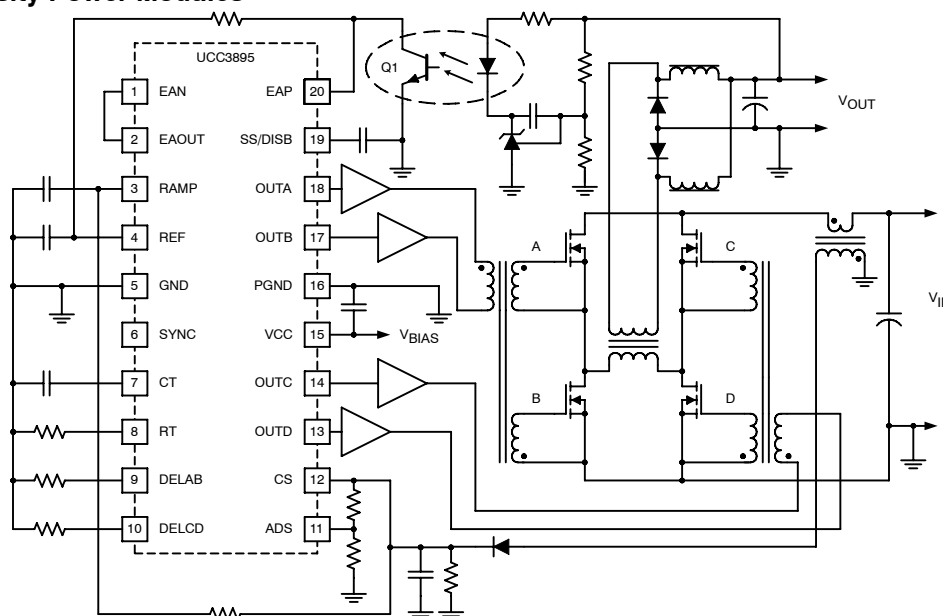 Power Modules
UCC3895
Q1
1 EAN EAP 20
2 EAOUT SS/DISB 19
3 RAMP OUTA 18
4 REF OUTB 17
5 GND PGND 16
6 SYNC VCC 15
7 CT OUTC 14
8 RT OUTD 13
9 DELAB CS 12
10 DELCD ADS 11
VBIAS
VOUT
A
C
B
D